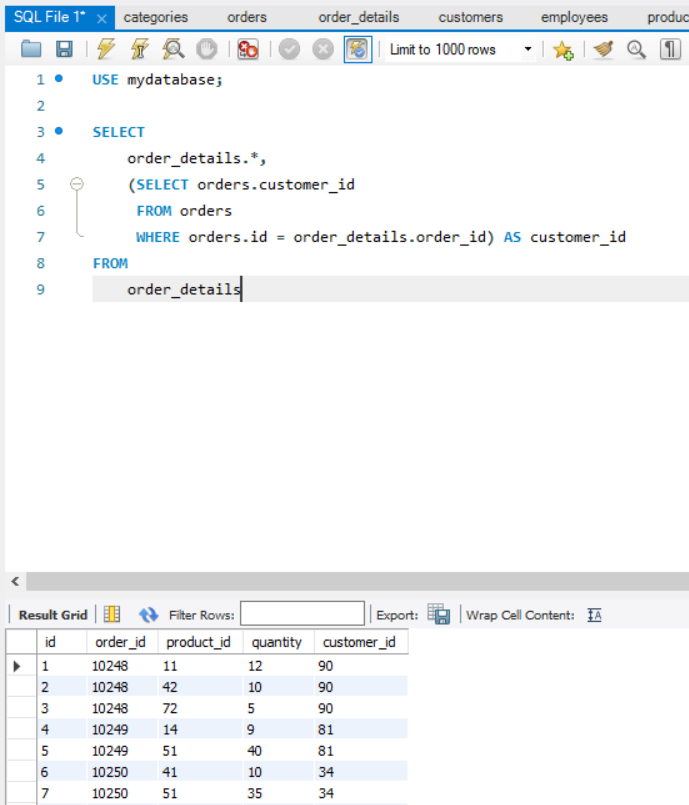 SQL File 1* × categories orders order_details customers employees produc
Limit to 1000 rows
1 USE mydatabase;
2
3 SELECT
4 order_details.*,
5 (SELECT orders.customer_id
6 FROM orders
7 WHERE orders.id = order_details.order_id) AS customer_id
8 FROM
9 order_details
Result Grid Filter Rows: Export: Wrap Cell Content: IA
id order_id product_id quantity customer_id
1 10248 11 12 90
2 10248 42 10 90
3 10248 72 5 90
4 10249 14 9 81
5 10249 51 40 81
6 10250 41 10 34
7 10250 51 35 34